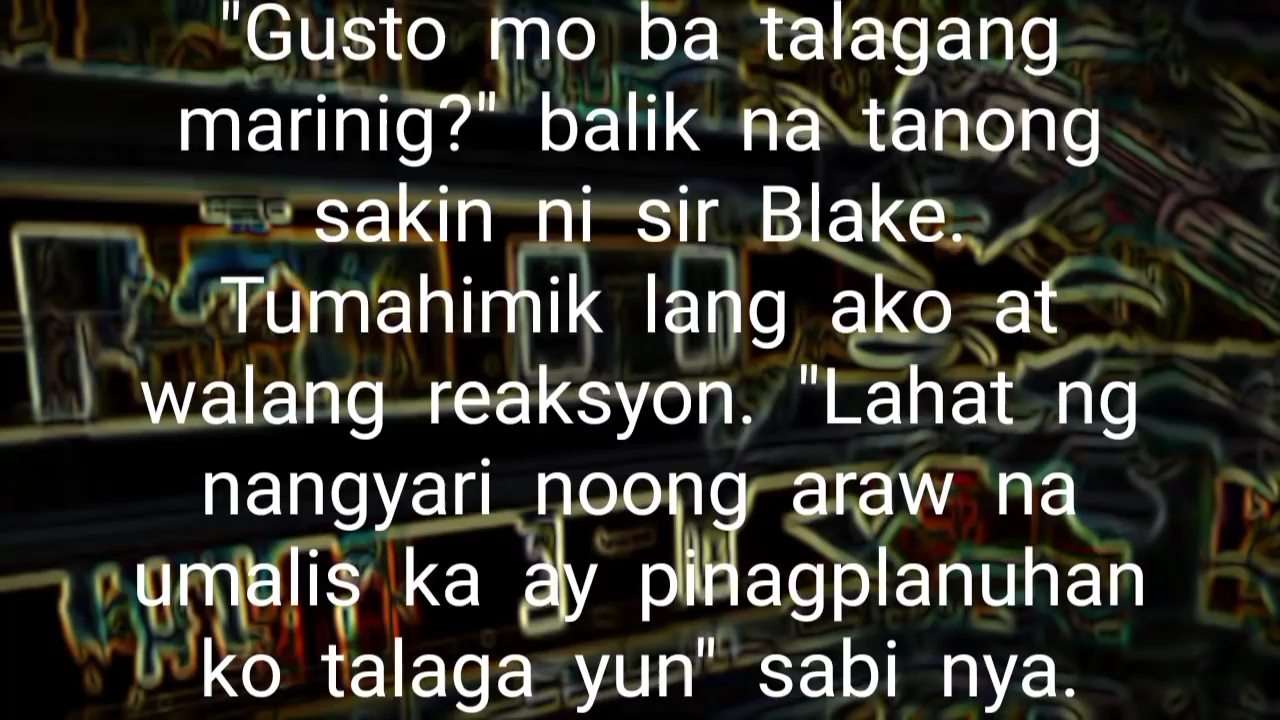 "Gusto mo ba talagang
marinig?" balik na tanong
sakin ni sir Blake.
Tumahimik lang ako at
walang reaksyon. "Lahat ng
nangyari noong araw na
umalis ka ay pinagplanuhan
ko talaga yun" sabi nya.